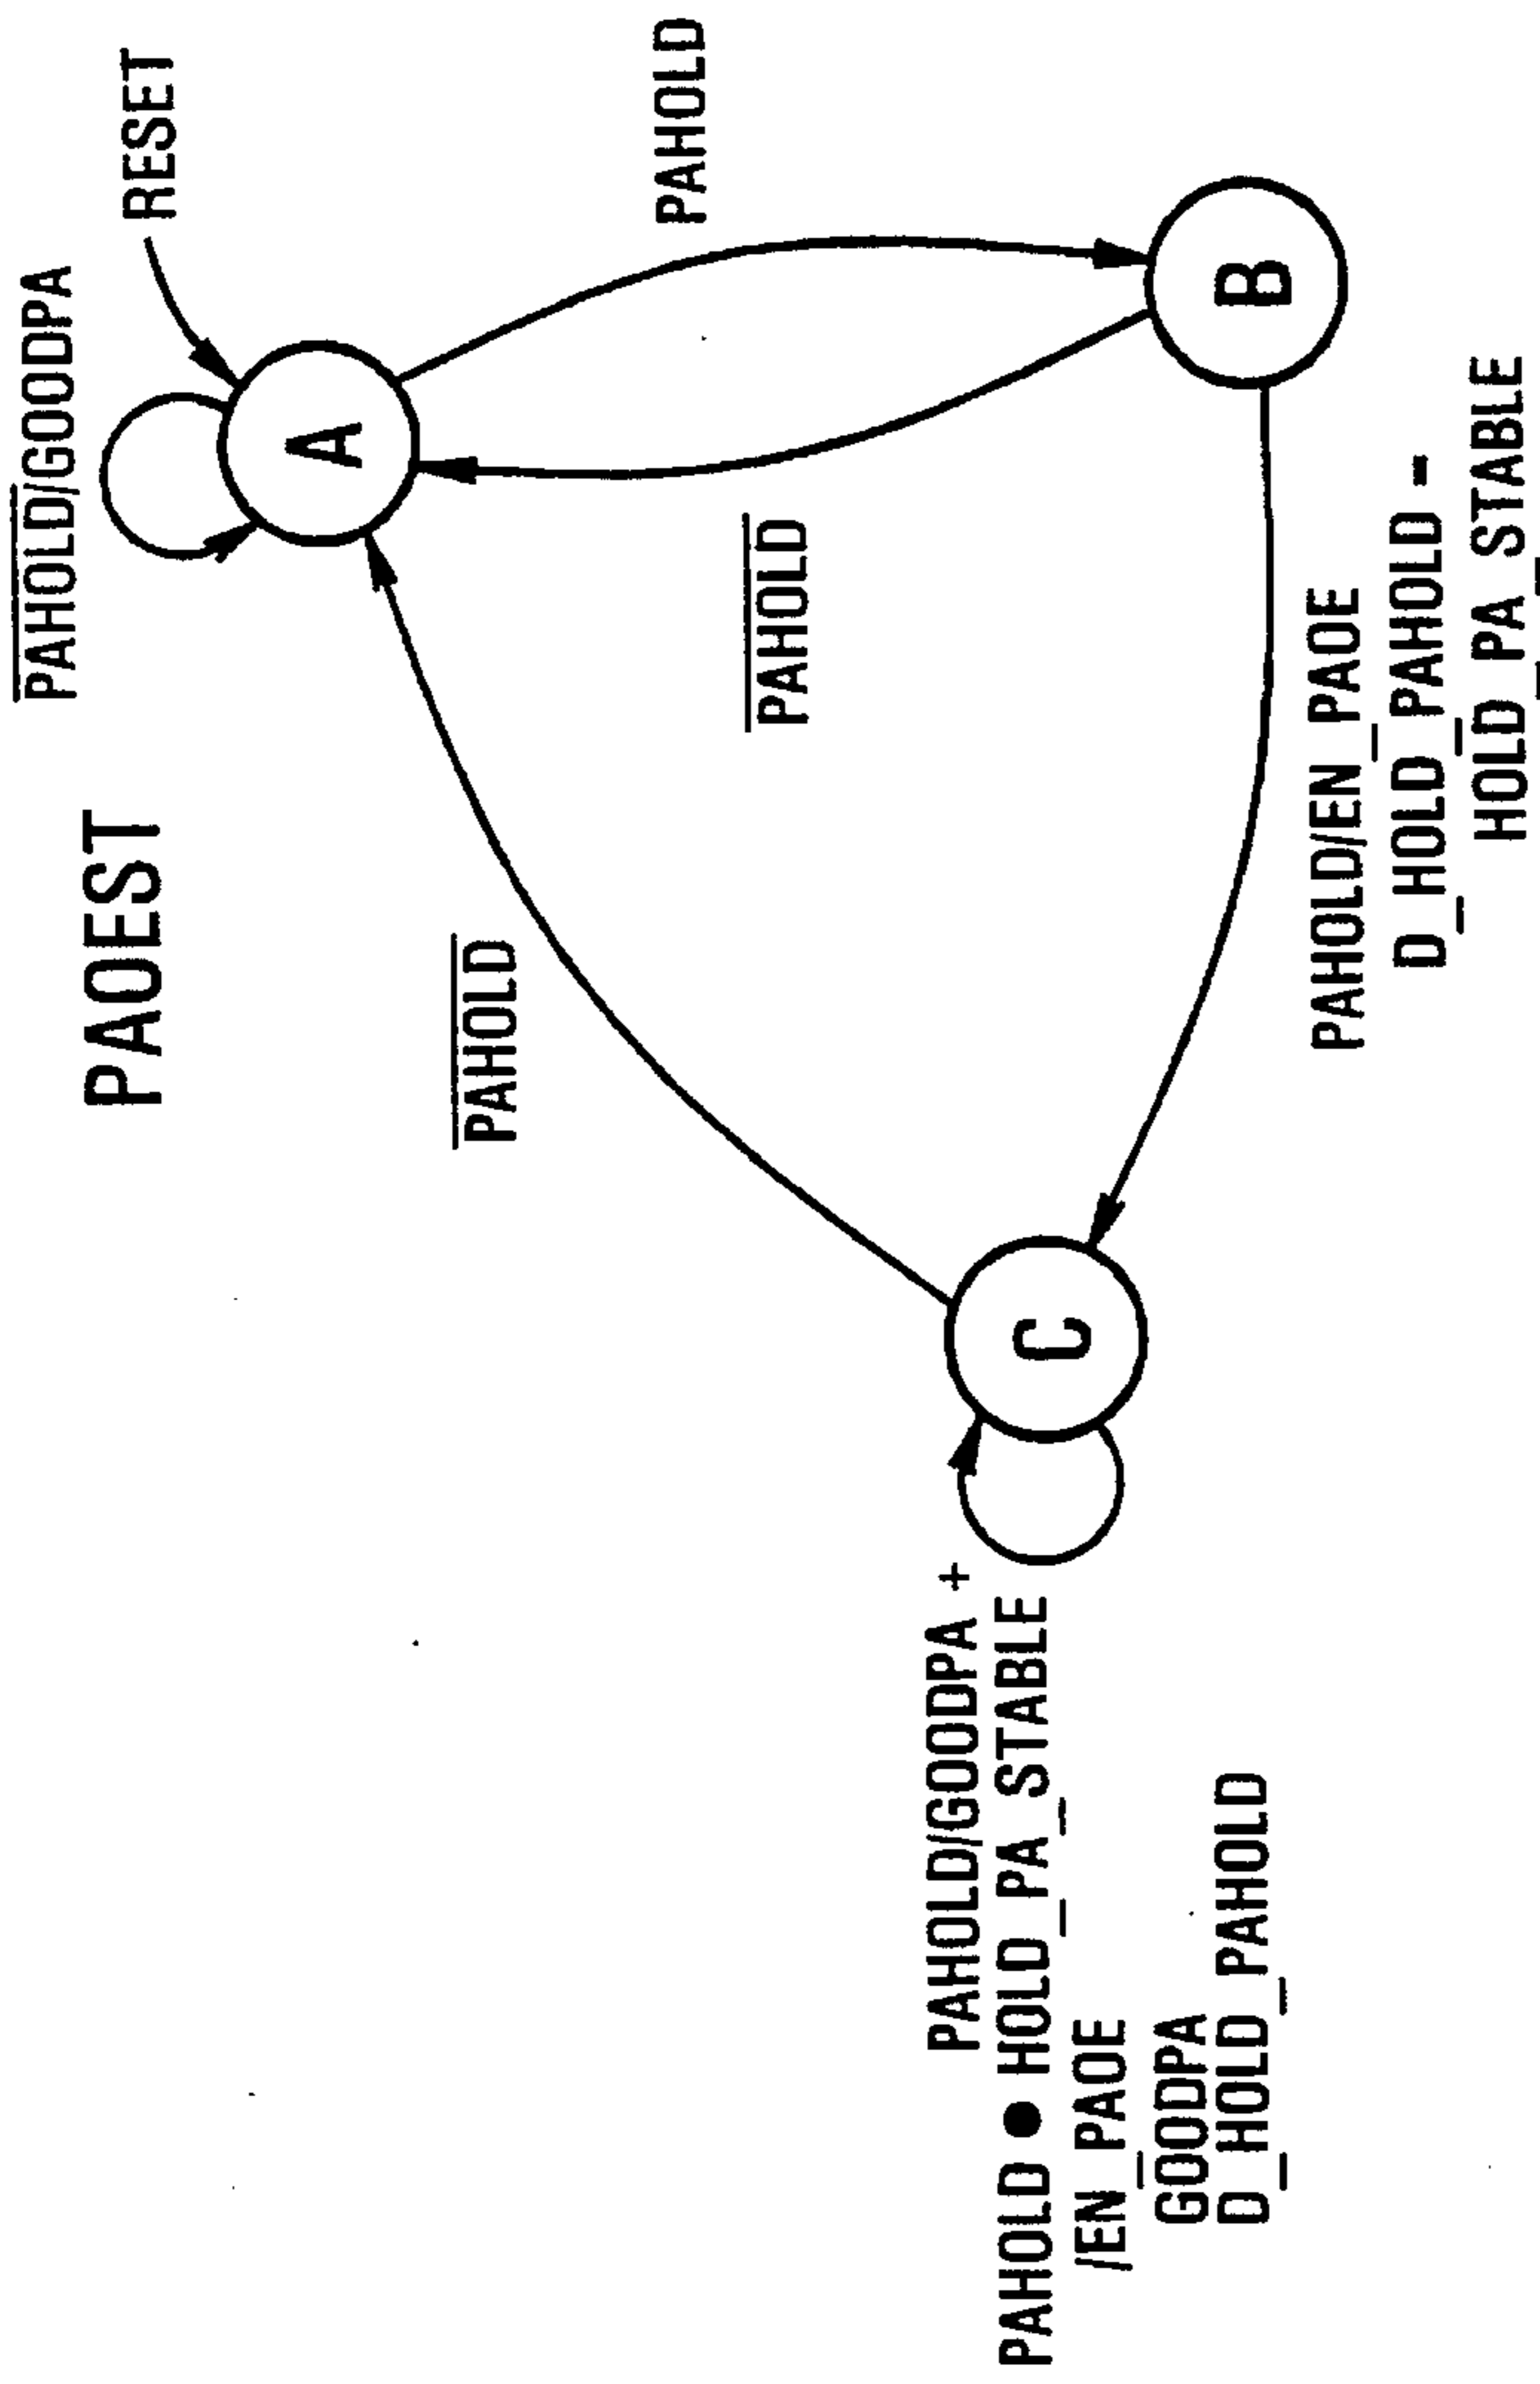 PAHOLD/GOODPA
PAOEST
RESET
A
PAHOLD
PAHOLD
PAHOLD
PAHOLD/GOODPA +
PAHOLD ● HOLD_PA_STABLE
/EN_PAOE
GOODPA
D_HOLD_PAHOLD
C
B
PAHOLD/EN_PAOE
D_HOLD_PAHOLD -
HOLD_PA_STABLE